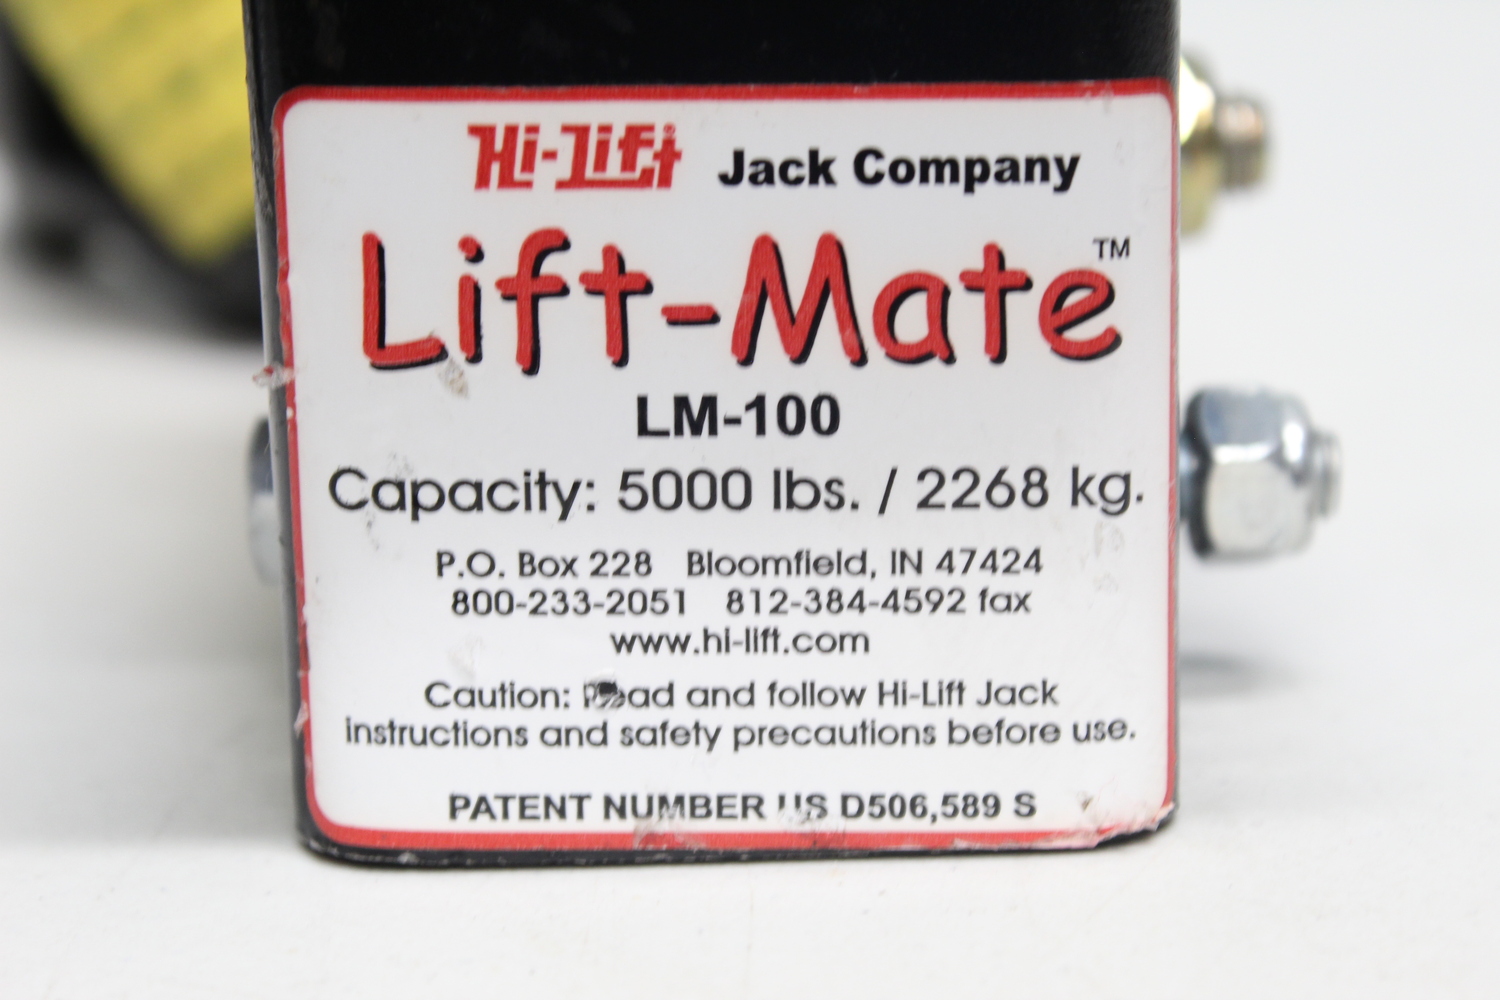 Hi-Lift® Jack Company
Lift-Mate™
LM-100
Capacity: 5000 lbs. / 2268 kg.
P.O. Box 228 Bloomfield, IN 47424
800-233-2051 812-384-4592 fax
www.hi-lift.com
Caution: Read and follow Hi-Lift Jack
instructions and safety precautions before use.
PATENT NUMBER US D506,589 S